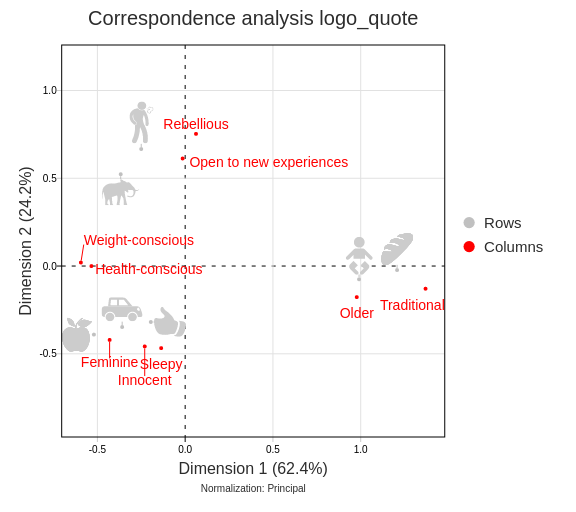 Correspondence analysis logo_quote
Dimension 2 (24.2%)
1.0
0.5
0.0
-0.5
Rebellious
Open to new experiences
Weight-conscious
Health-conscious
Traditional
Older
Feminine
Sleepy
Innocent
Rows
Columns
-0.5
0.0
0.5
1.0
Dimension 1 (62.4%)
Normalization: Principal